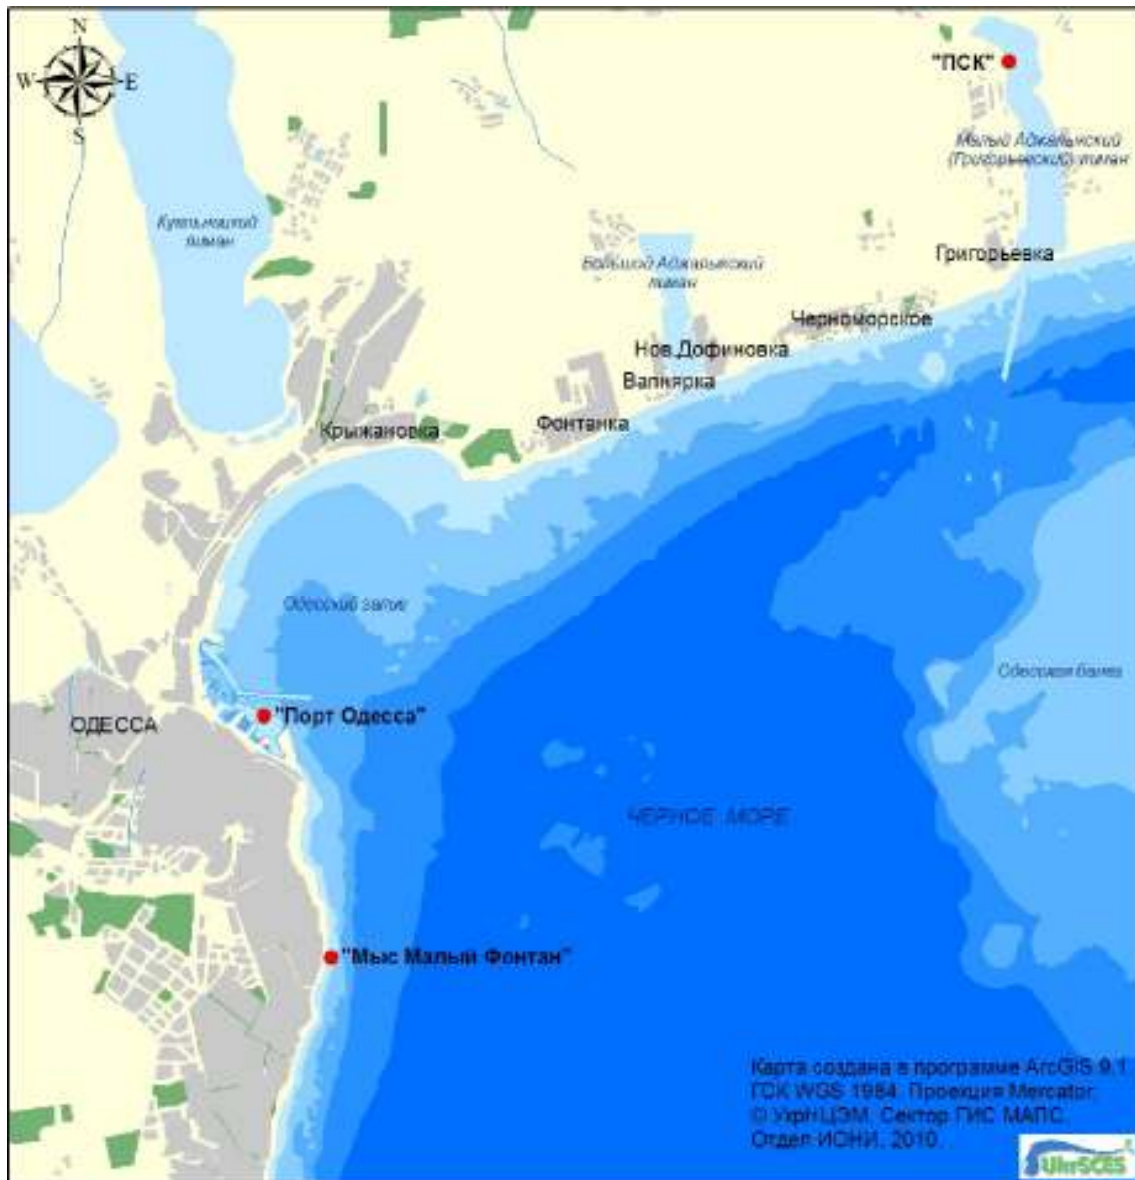 N
W E
S
"ПСК"
Малый Аджалыкский
(Григорьевский) лиман
Куяльницкий
лиман
Григорьевка
Большой Аджалыкский
лиман
Черноморское
Нов.Дофиновка
Вапнярка
Фонтанка
Крыжановка
Одесский залив
Одесская банка
"Порт Одесса"
ОДЕССА
ЧЕРНОЕ МОРЕ
"Мыс Малый Фонтан"
Карта создана в программе ArcGIS 9.1
ГСК WGS 1984. Проекция Mercator.
© УкрНЦЭМ. Сектор ГИС МАПС.
Отдел ИОНИ, 2010.
UkrSCES